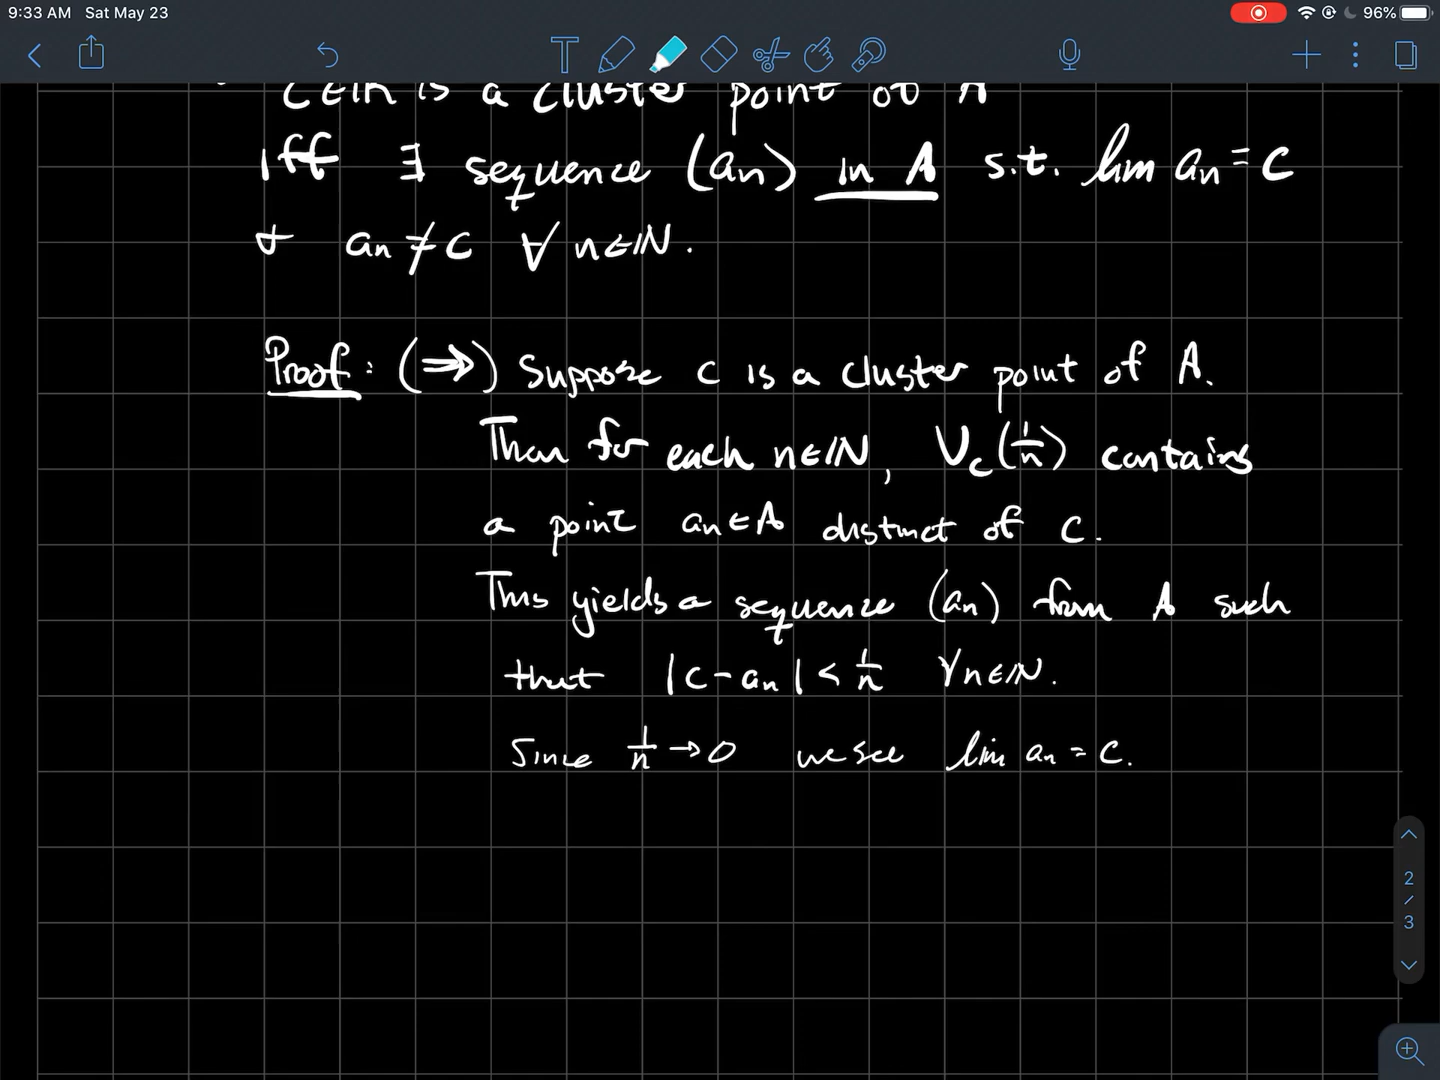 9:33 AM Sat May 23 96%
T
C∈ℝ is a cluster point of A
iff ∃ sequence (an) in A s.t. lim an = C
& an ≠ C ∀ n∈ℕ.
Proof: (⇒) Suppose C is a cluster point of A.
Then for each n∈ℕ, Vc(1/n) contains
a point an∈A distinct of C.
This yields a sequence (an) from A such
that |C-an| < 1/n ∀n∈ℕ.
Since 1/n → 0 we see lim an = C.
2
/
3